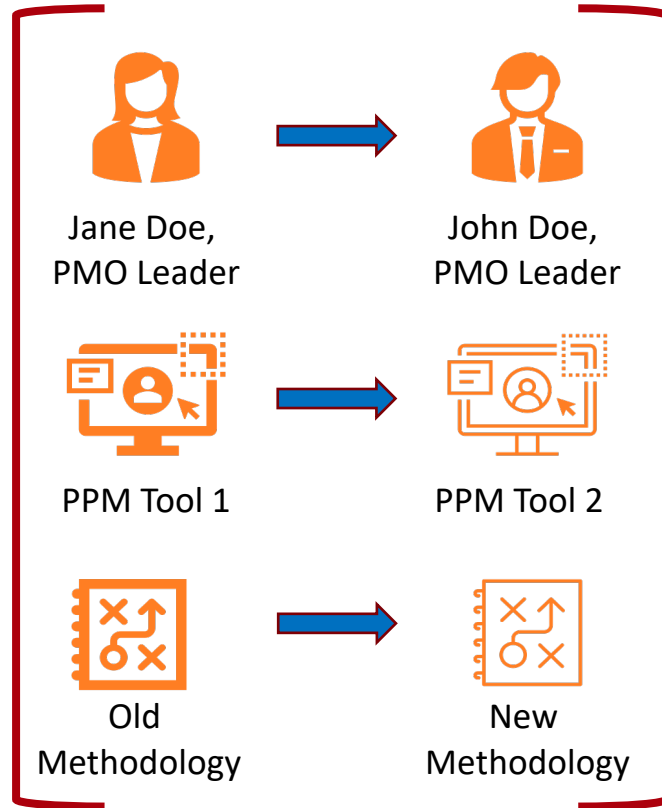 Jane Doe,
PMO Leader
John Doe,
PMO Leader
PPM Tool 1
PPM Tool 2
Old
Methodology
New
Methodology